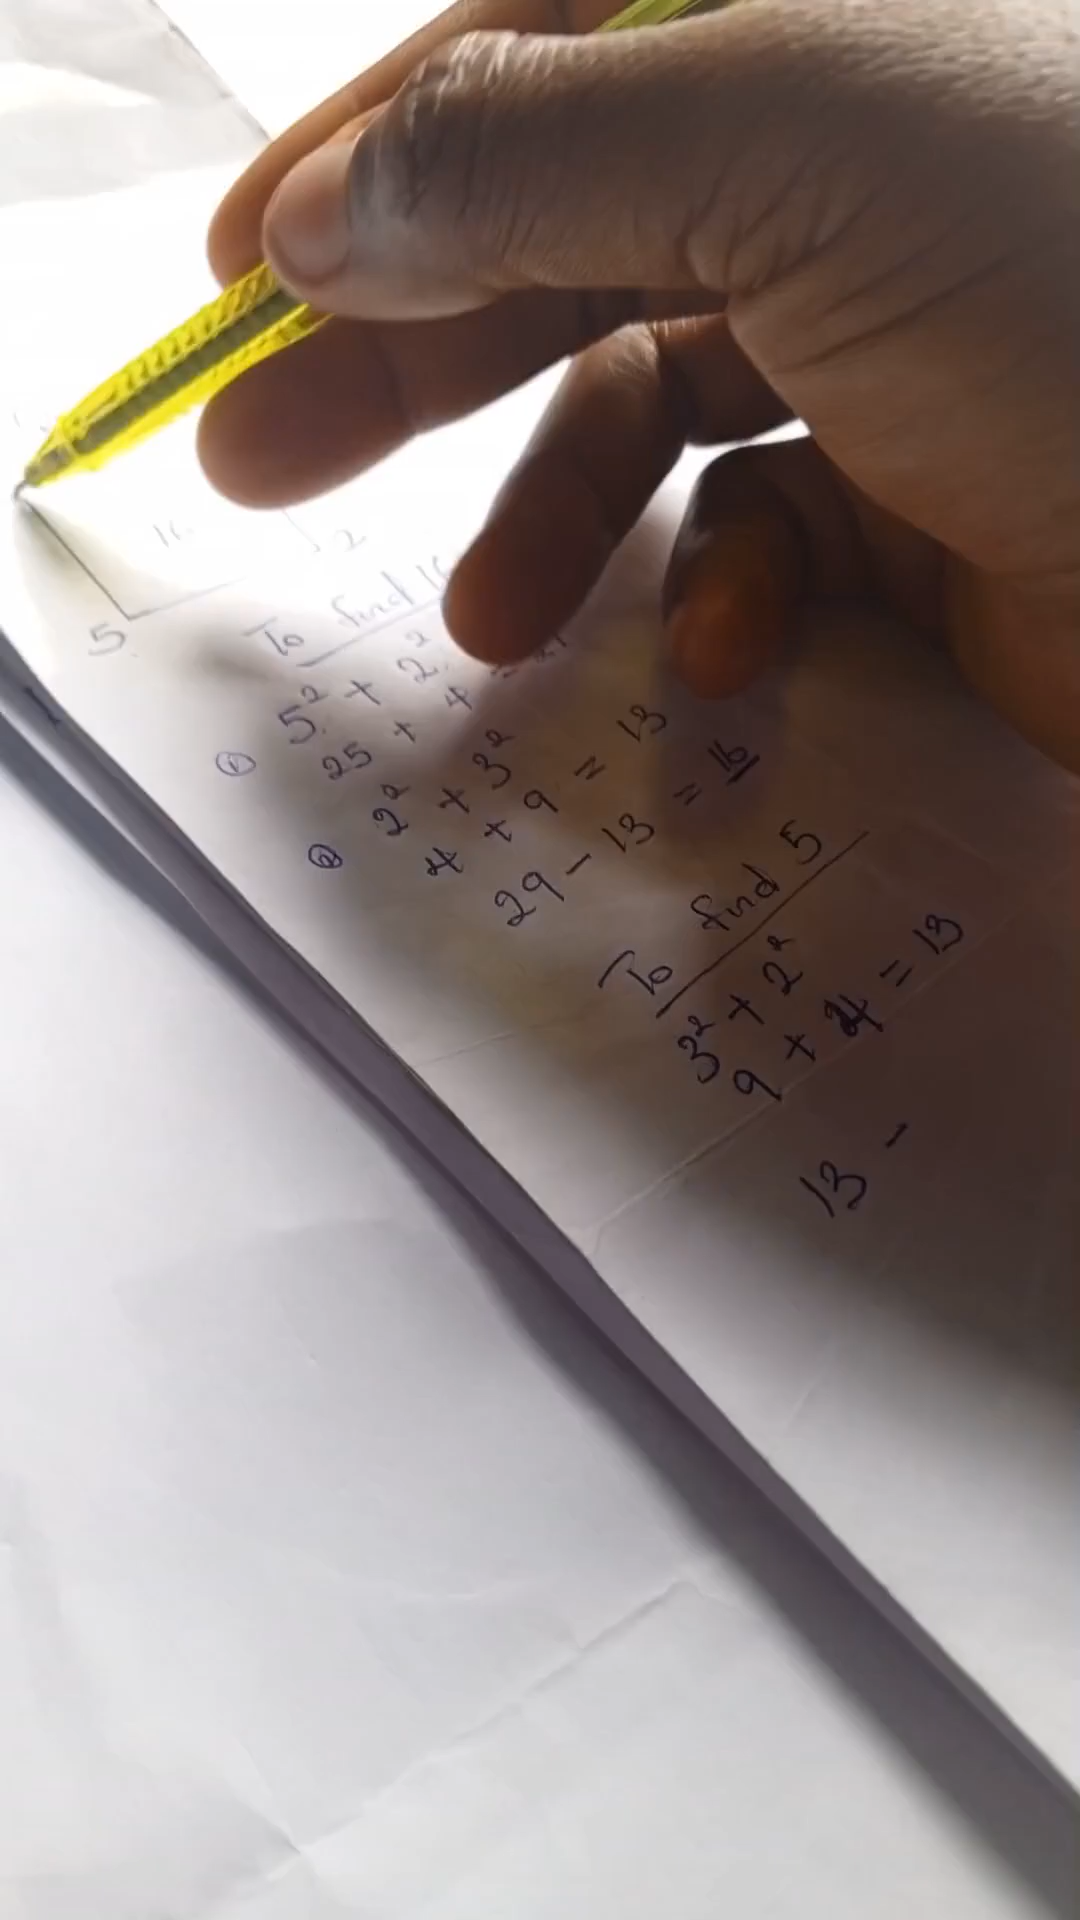 16
2
5.
To find 16
5² + 2²
① 25 + 4 =
2² + 3²
② 4 + 9 = 13
29 - 13 = 16
To find 5
3² + 2²
9 + 4 = 13
13 -